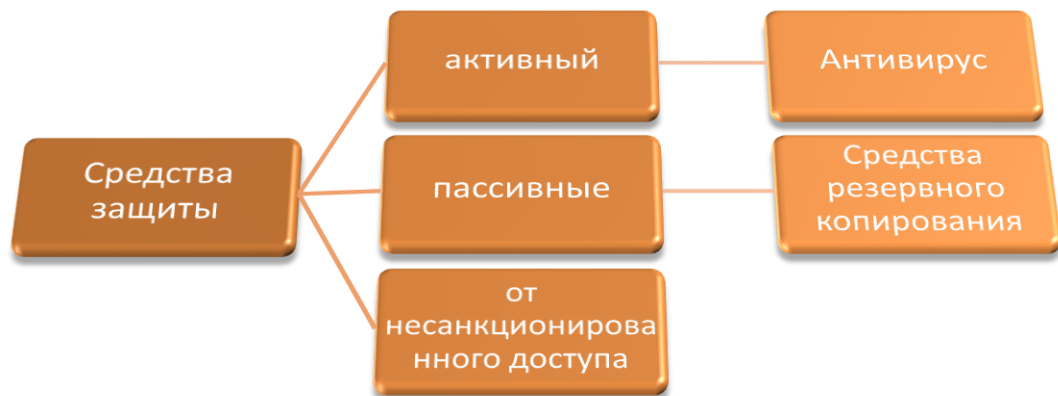 Средства
защиты
активный
Антивирус
пассивные
Средства
резервного
копирования
от
несанкционирова
нного доступа